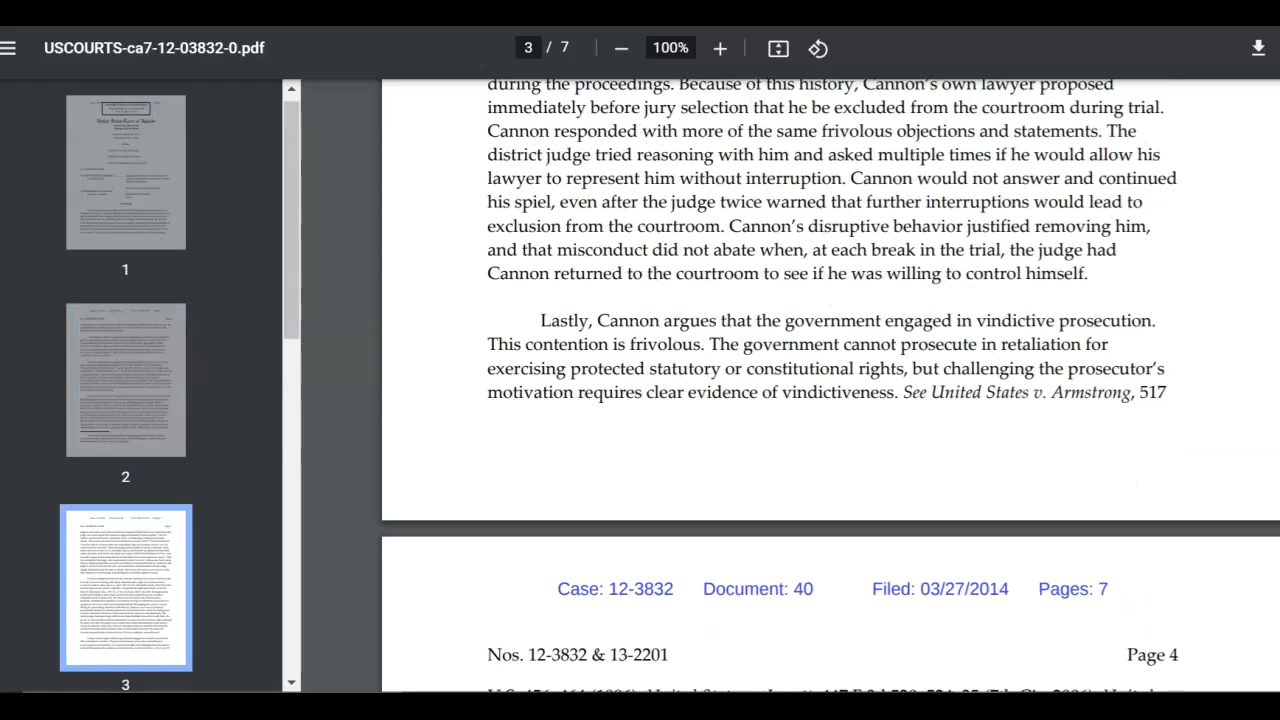 USCOURTS-ca7-12-03832-0.pdf
3 / 7
100%
1
2
3
during the proceedings. Because of this history, Cannon's own lawyer proposed
immediately before jury selection that he be excluded from the courtroom during trial.
Cannon responded with more of the same frivolous objections and statements. The
district judge tried reasoning with him and asked multiple times if he would allow his
lawyer to represent him without interruption. Cannon would not answer and continued
his spiel, even after the judge twice warned that further interruptions would lead to
exclusion from the courtroom. Cannon's disruptive behavior justified removing him,
and that misconduct did not abate when, at each break in the trial, the judge had
Cannon returned to the courtroom to see if he was willing to control himself.
Lastly, Cannon argues that the government engaged in vindictive prosecution.
This contention is frivolous. The government cannot prosecute in retaliation for
exercising protected statutory or constitutional rights, but challenging the prosecutor's
motivation requires clear evidence of vindictiveness. See United States v. Armstrong, 517
Case: 12-3832 Document: 40 Filed: 03/27/2014 Pages: 7
Nos. 12-3832 & 13-2201 Page 4